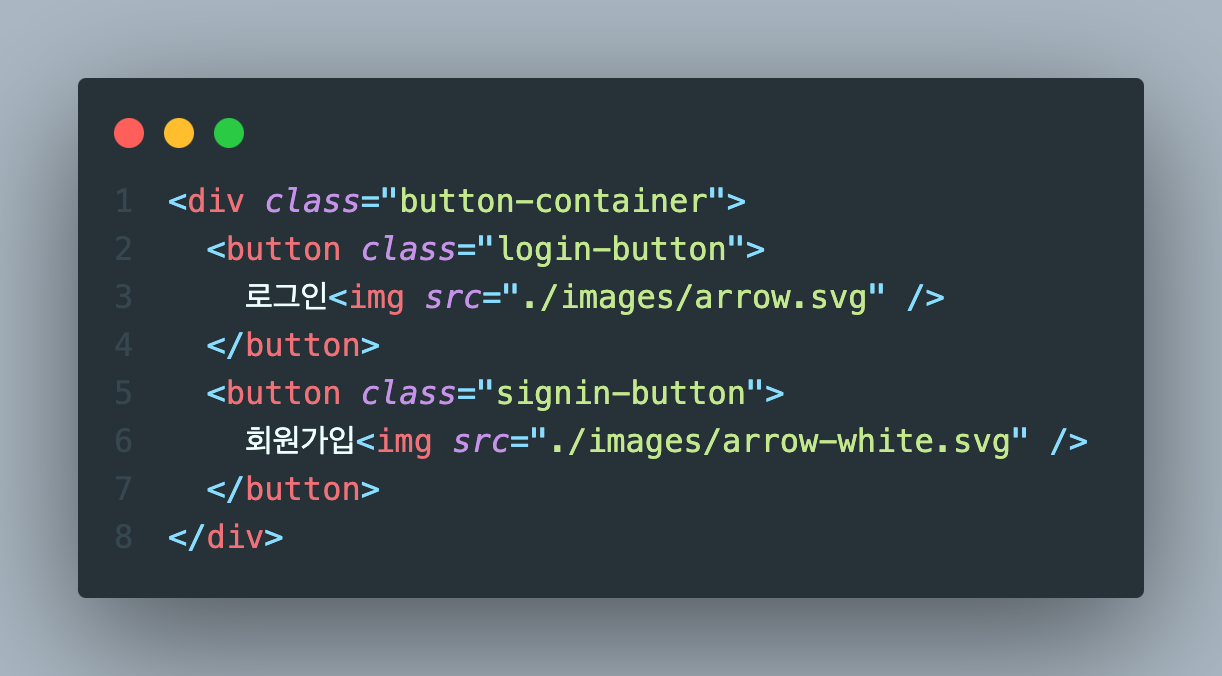 1 <div class="button-container">
2   <button class="login-button">
3     로그인<img src="./images/arrow.svg" />
4   </button>
5   <button class="signin-button">
6     회원가입<img src="./images/arrow-white.svg" />
7   </button>
8 </div>